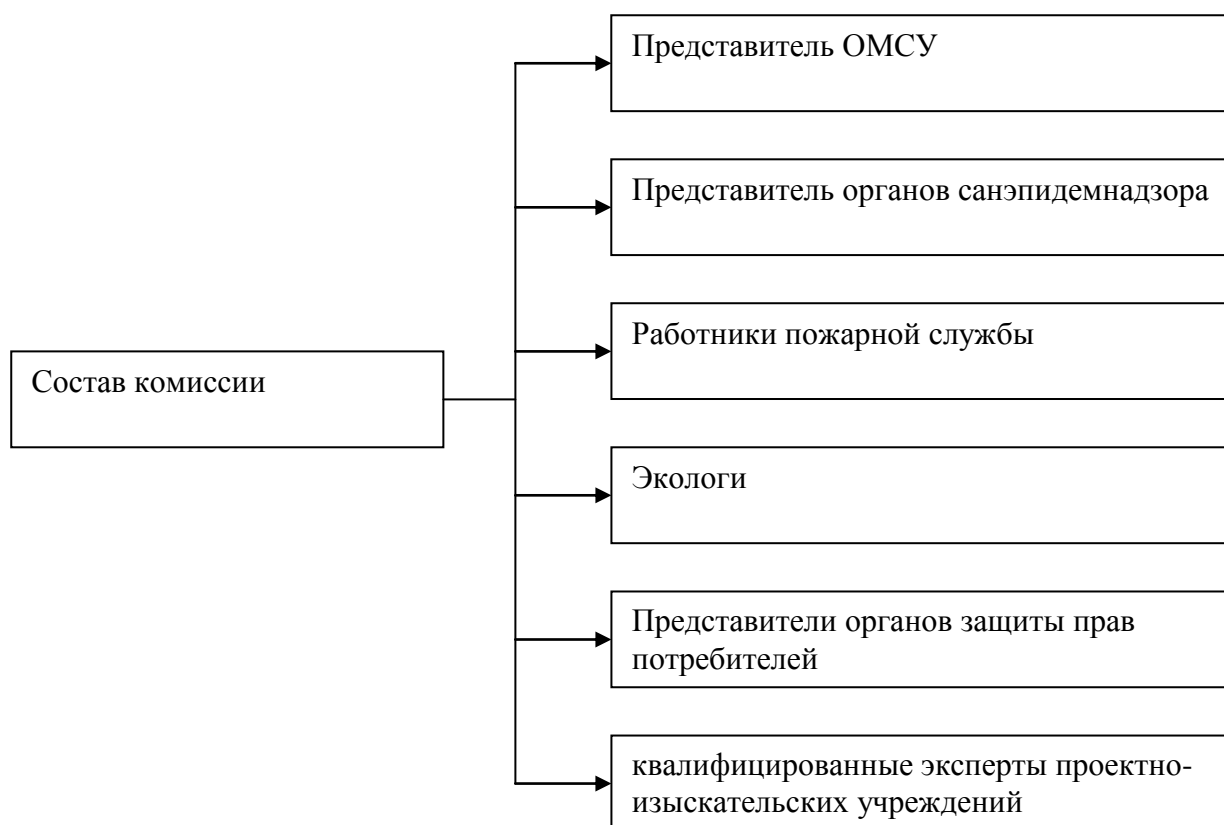 Представитель ОМСУ
Представитель органов санэпидемнадзора
Работники пожарной службы
Состав комиссии
Экологи
Представители органов защиты прав
потребителей
квалифицированные эксперты проектно-
изыскательских учреждений